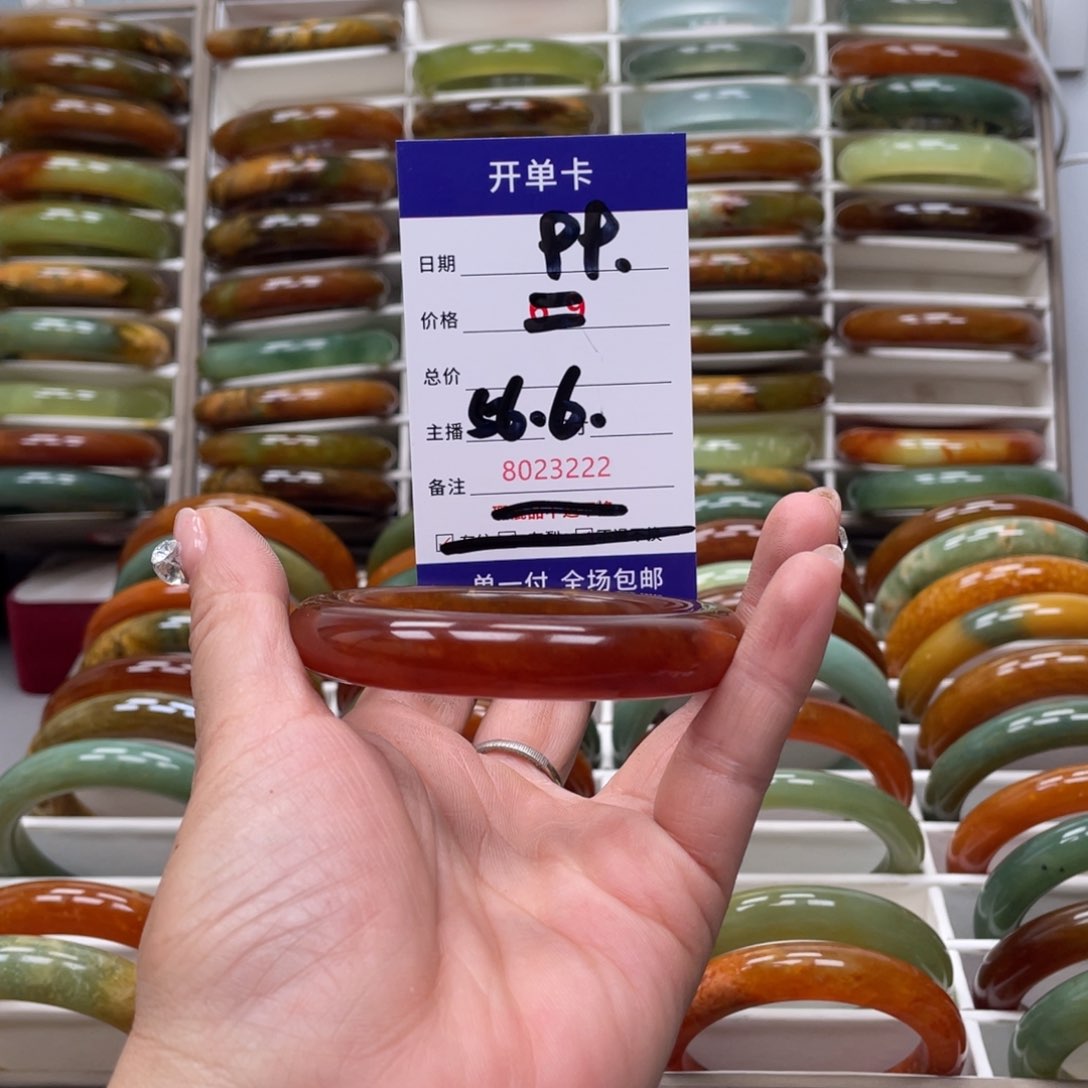 开单卡
日期 PP.
价格
总价
主播 56.6.
备注 8023222
单一付 全场包邮